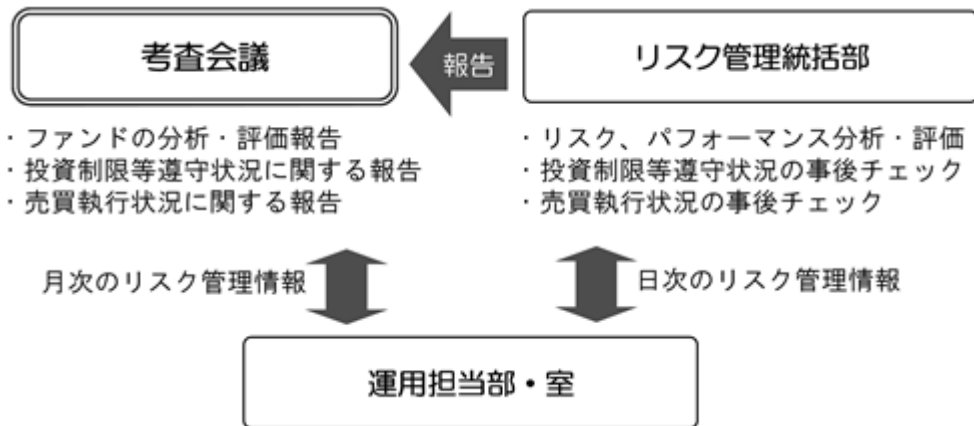 考査会議
報告
リスク管理統括部
・ファンドの分析・評価報告
・投資制限等遵守状況に関する報告
・売買執行状況に関する報告
・リスク、パフォーマンス分析・評価
・投資制限等遵守状況の事後チェック
・売買執行状況の事後チェック
月次のリスク管理情報
日次のリスク管理情報
運用担当部・室